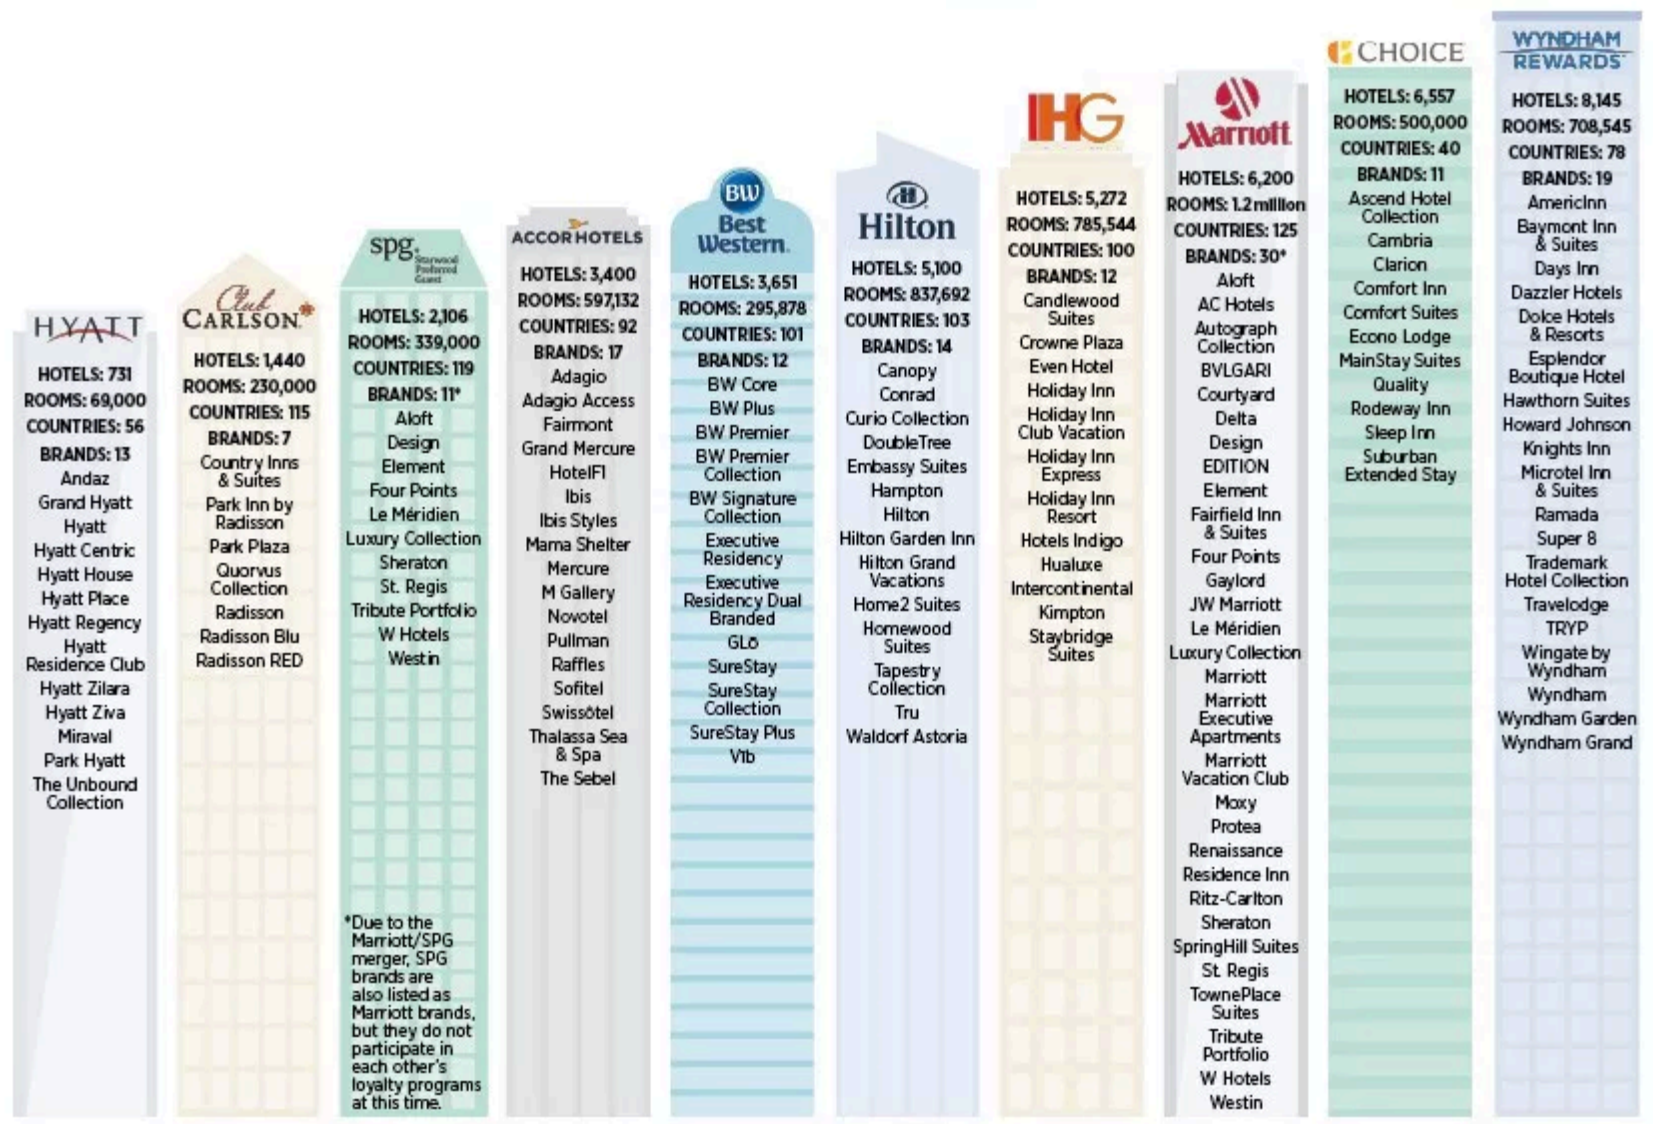 HYATT
HOTELS: 731
ROOMS: 69,000
COUNTRIES: 56
BRANDS: 13
Andaz
Grand Hyatt
Hyatt
Hyatt Centric
Hyatt House
Hyatt Place
Hyatt Regency
Hyatt
Residence Club
Hyatt Zilara
Hyatt Ziva
Miraval
Park Hyatt
The Unbound
Collection
Club
CARLSON
HOTELS: 1,440
ROOMS: 230,000
COUNTRIES: 115
BRANDS: 7
Country Inns
& Suites
Park Inn by
Radisson
Park Plaza
Quorvus
Collection
Radisson
Radisson Blu
Radisson RED
spg.
Starwood
Preferred
Guest
HOTELS: 2,106
ROOMS: 339,000
COUNTRIES: 119
BRANDS: 11*
Aloft
Design
Element
Four Points
Le Méridien
Luxury Collection
Sheraton
St. Regis
Tribute Portfolio
W Hotels
Westin
*Due to the
Marriott/SPG
merger, SPG
brands are
also listed as
Marriott brands,
but they do not
participate in
each other's
loyalty programs
at this time.
ACCORHOTELS
HOTELS: 3,400
ROOMS: 597,132
COUNTRIES: 92
BRANDS: 17
Adagio
Adagio Access
Fairmont
Grand Mercure
HotelF1
Ibis
Ibis Styles
Mama Shelter
Mercure
M Gallery
Novotel
Pullman
Raffles
Sofitel
Swissôtel
Thalassa Sea
& Spa
The Sebel
BW
Best
Western.
HOTELS: 3,651
ROOMS: 295,878
COUNTRIES: 101
BRANDS: 12
BW Core
BW Plus
BW Premier
BW Premier
Collection
BW Signature
Collection
Executive
Residency
Executive
Residency Dual
Branded
GLō
SureStay
SureStay
Collection
SureStay Plus
Vīb
H
Hilton
HOTELS: 5,100
ROOMS: 837,692
COUNTRIES: 103
BRANDS: 14
Canopy
Conrad
Curio Collection
DoubleTree
Embassy Suites
Hampton
Hilton
Hilton Garden Inn
Hilton Grand
Vacations
Home2 Suites
Homewood
Suites
Tapestry
Collection
Tru
Waldorf Astoria
IHG
HOTELS: 5,272
ROOMS: 785,544
COUNTRIES: 100
BRANDS: 12
Candlewood
Suites
Crowne Plaza
Even Hotel
Holiday Inn
Holiday Inn
Club Vacation
Holiday Inn
Express
Holiday Inn
Resort
Hotels Indigo
Hualuxe
Intercontinental
Kimpton
Staybridge
Suites
Marriott
HOTELS: 6,200
ROOMS: 1.2 million
COUNTRIES: 125
BRANDS: 30*
Aloft
AC Hotels
Autograph
Collection
BVLGARI
Courtyard
Delta
Design
EDITION
Element
Fairfield Inn
& Suites
Four Points
Gaylord
JW Marriott
Le Méridien
Luxury Collection
Marriott
Marriott
Executive
Apartments
Marriott
Vacation Club
Moxy
Protea
Renaissance
Residence Inn
Ritz-Carlton
Sheraton
SpringHill Suites
St. Regis
TownePlace
Suites
Tribute
Portfolio
W Hotels
Westin
CHOICE
HOTELS: 6,557
ROOMS: 500,000
COUNTRIES: 40
BRANDS: 11
Ascend Hotel
Collection
Cambria
Clarion
Comfort Inn
Comfort Suites
Econo Lodge
MainStay Suites
Quality
Rodeway Inn
Sleep Inn
Suburban
Extended Stay
WYNDHAM
REWARDS
HOTELS: 8,145
ROOMS: 708,545
COUNTRIES: 78
BRANDS: 19
AmericInn
Baymont Inn
& Suites
Days Inn
Dazzler Hotels
Dolce Hotels
& Resorts
Esplendor
Boutique Hotel
Hawthorn Suites
Howard Johnson
Knights Inn
Microtel Inn
& Suites
Ramada
Super 8
Trademark
Hotel Collection
Travelodge
TRYP
Wingate by
Wyndham
Wyndham
Wyndham Garden
Wyndham Grand